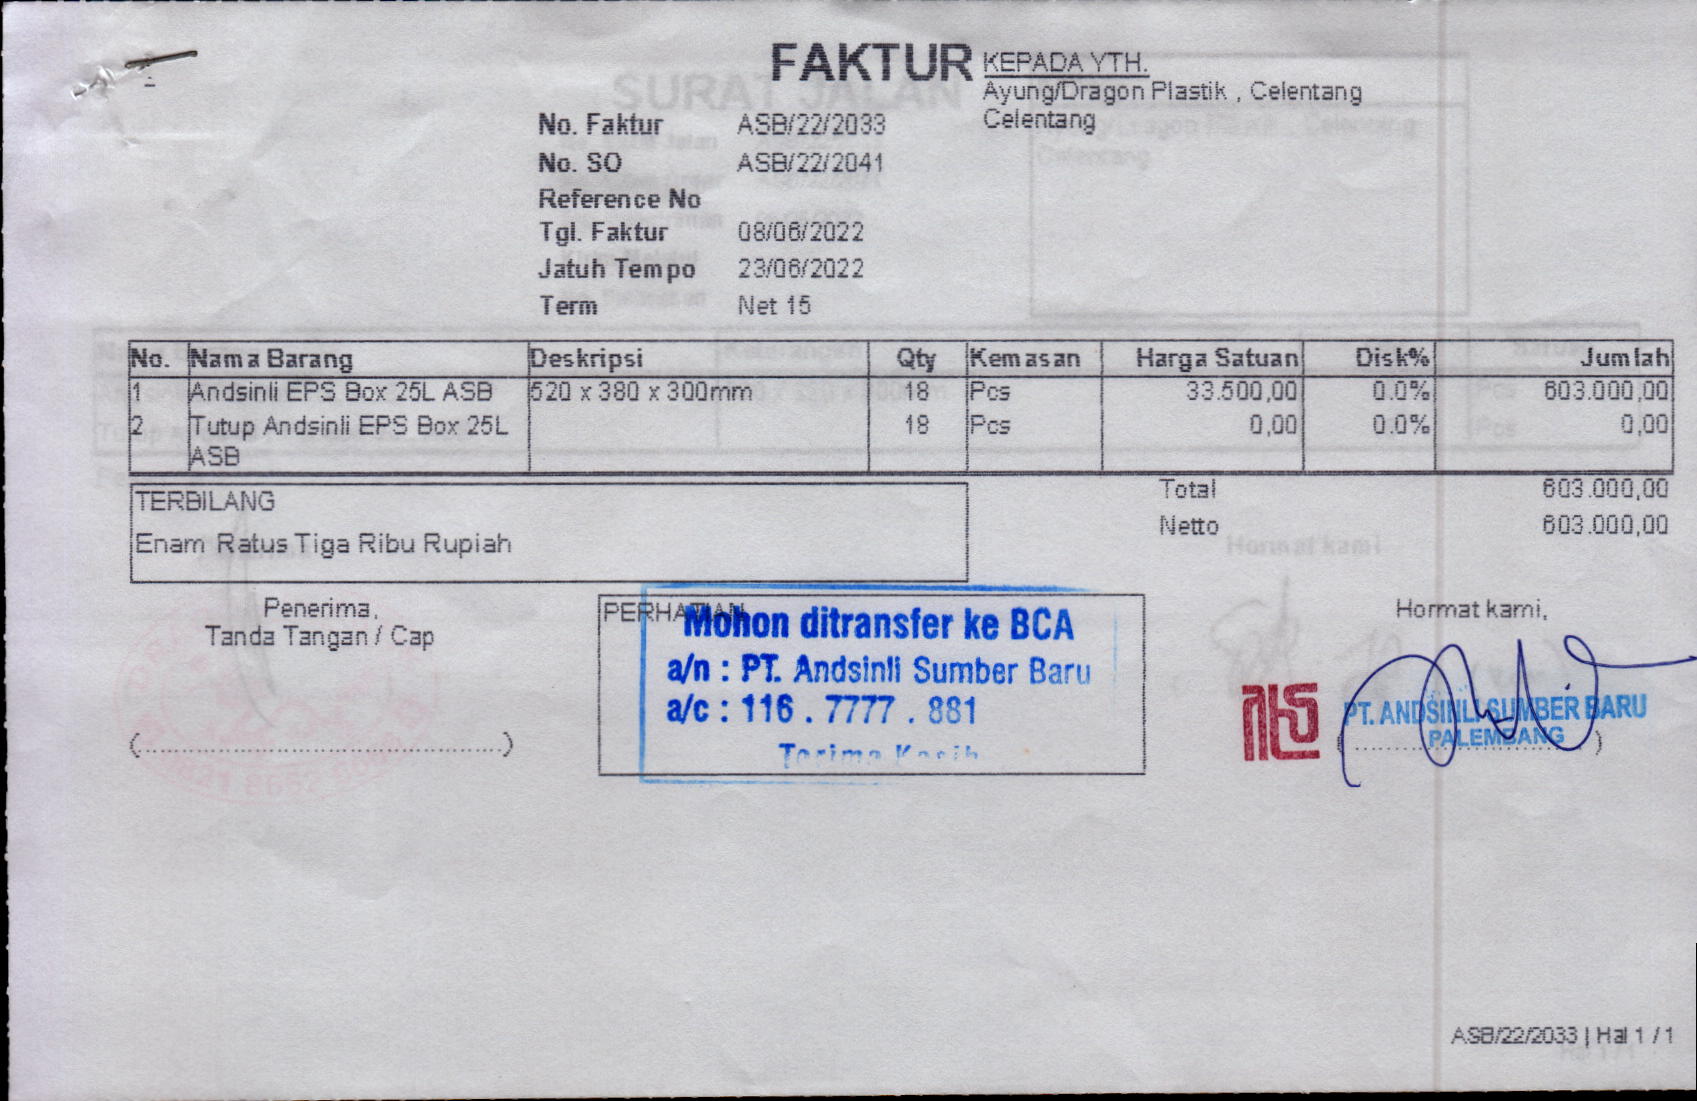 FAKTUR
KEPADA YTH.
Ayung/Dragon Plastik , Celentang
Celentang
No. Faktur ASB/22/2033
No. SO ASB/22/2041
Reference No
Tgl. Faktur 08/06/2022
Jatuh Tempo 23/06/2022
Term Net 15
SURAT JALAN
No. Nama Barang Deskripsi Qty Kemasan Harga Satuan Disk% Jumlah
1 Andsinli EPS Box 25L ASB 520 x 380 x 300mm 18 Pcs 33.500,00 0.0% 603.000,00
2 Tutup Andsinli EPS Box 25L 18 Pcs 0,00 0.0% 0,00
ASB
TERBILANG
Enam Ratus Tiga Ribu Rupiah
Total 603.000,00
Netto 603.000,00
Penerima,
Tanda Tangan / Cap
(..........................................)
PERHATIAN
Mohon ditransfer ke BCA
a/n : PT. Andsinli Sumber Baru
a/c : 116 . 7777 . 881
Terima Kasih
Hormat kami
Hormat kami,
PT. ANDSINLI SUMBER BARU
PALEMBANG
ASB/22/2033 | Hal 1 / 1